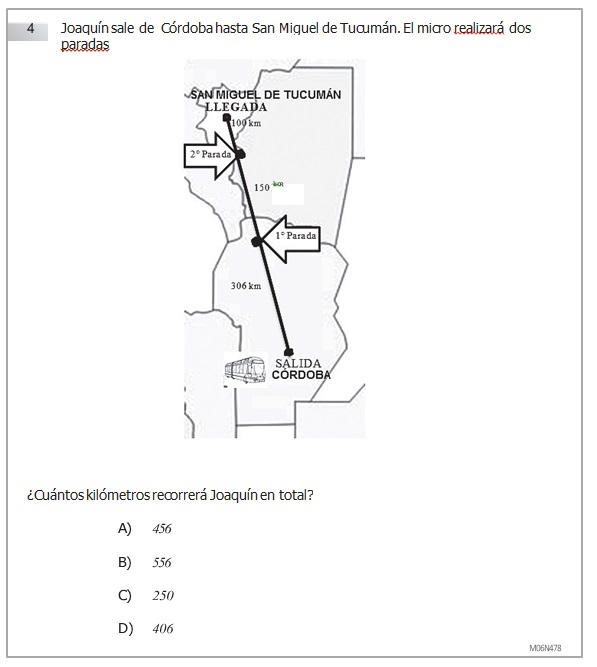 4 Joaquín sale de Córdoba hasta San Miguel de Tucumán. El micro realizará dos
paradas
SAN MIGUEL DE TUCUMÁN
LLEGADA
100 km
2° Parada
150 km
1° Parada
306 km
SALIDA
CÓRDOBA
¿Cuántos kilómetros recorrerá Joaquín en total?
A) 456
B) 556
C) 250
D) 406
M06N478